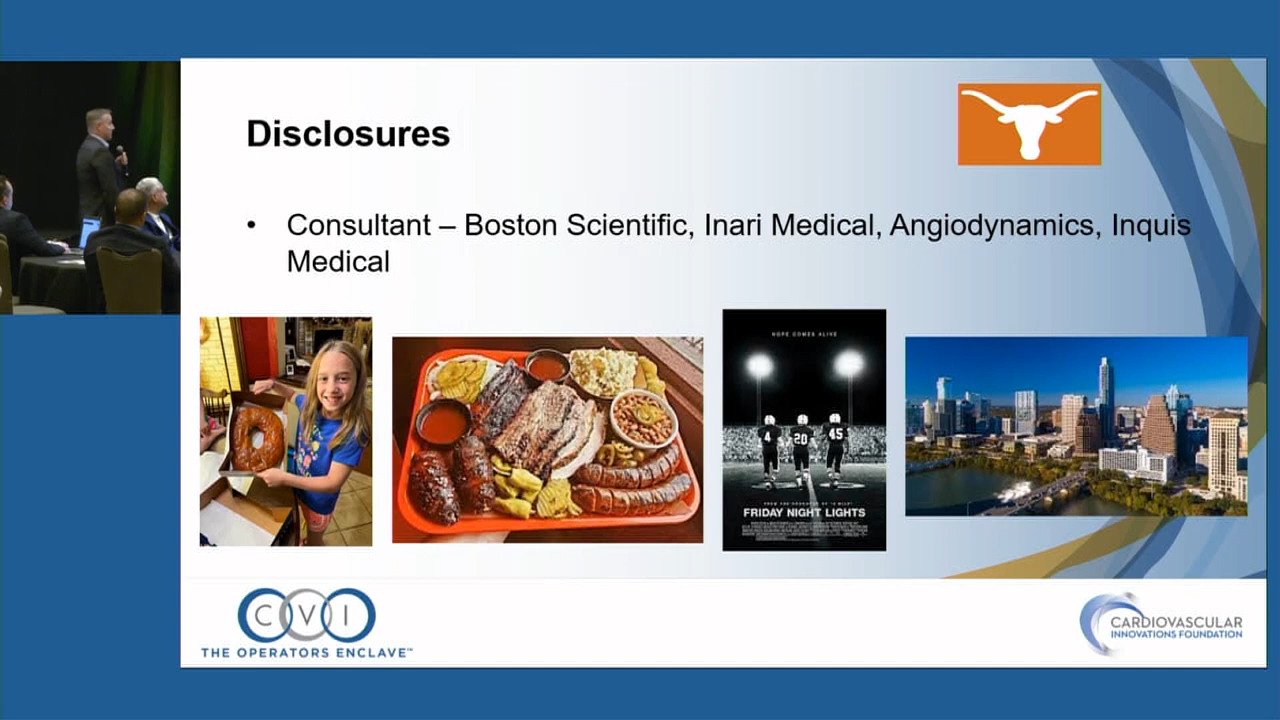 Disclosures
• Consultant – Boston Scientific, Inari Medical, Angiodynamics, Inquis
Medical
HOPE COMES ALIVE
4 20 45
FRIDAY NIGHT LIGHTS
C V I
THE OPERATORS ENCLAVE™
CARDIOVASCULAR
INNOVATIONS FOUNDATION